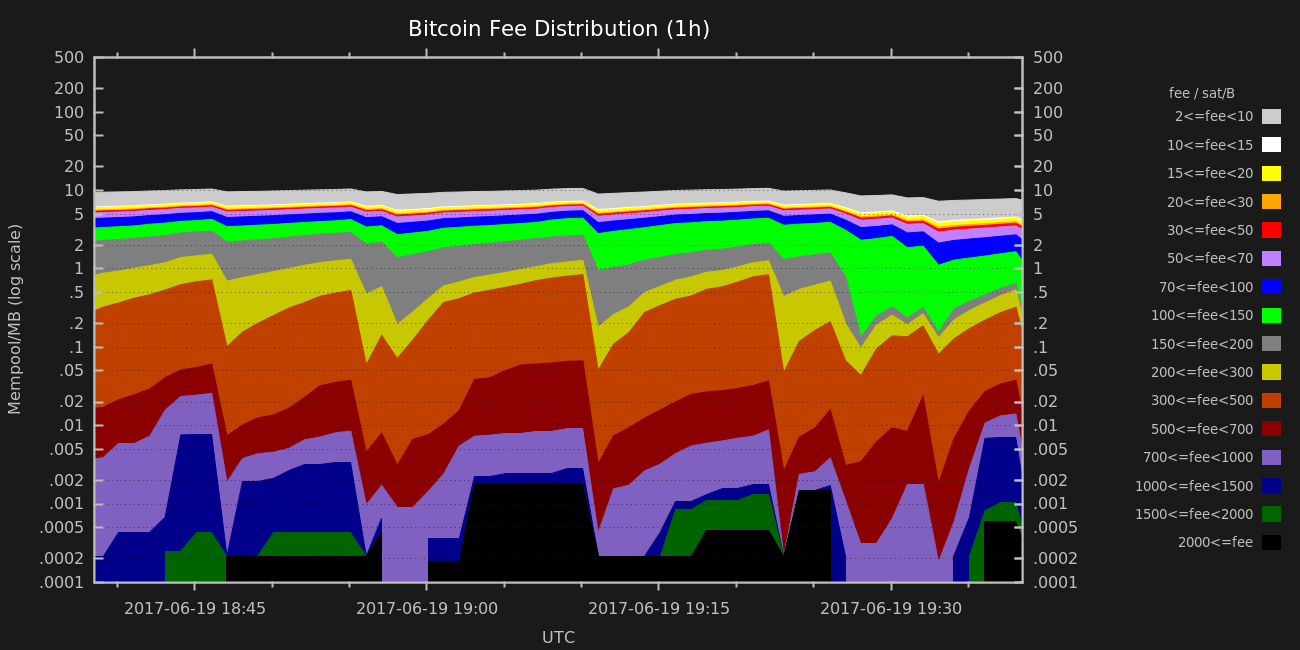 Bitcoin Fee Distribution (1h)
Mempool/MB (log scale)
500
200
100
50
20
10
5
2
1
.5
.2
.1
.05
.02
.01
.005
.002
.001
.0005
.0002
.0001
500
200
100
50
20
10
5
2
1
.5
.2
.1
.05
.02
.01
.005
.002
.001
.0005
.0002
.0001
2017-06-19 18:45
2017-06-19 19:00
2017-06-19 19:15
2017-06-19 19:30
UTC
fee / sat/B
2<=fee<10
10<=fee<15
15<=fee<20
20<=fee<30
30<=fee<50
50<=fee<70
70<=fee<100
100<=fee<150
150<=fee<200
200<=fee<300
300<=fee<500
500<=fee<700
700<=fee<1000
1000<=fee<1500
1500<=fee<2000
2000<=fee